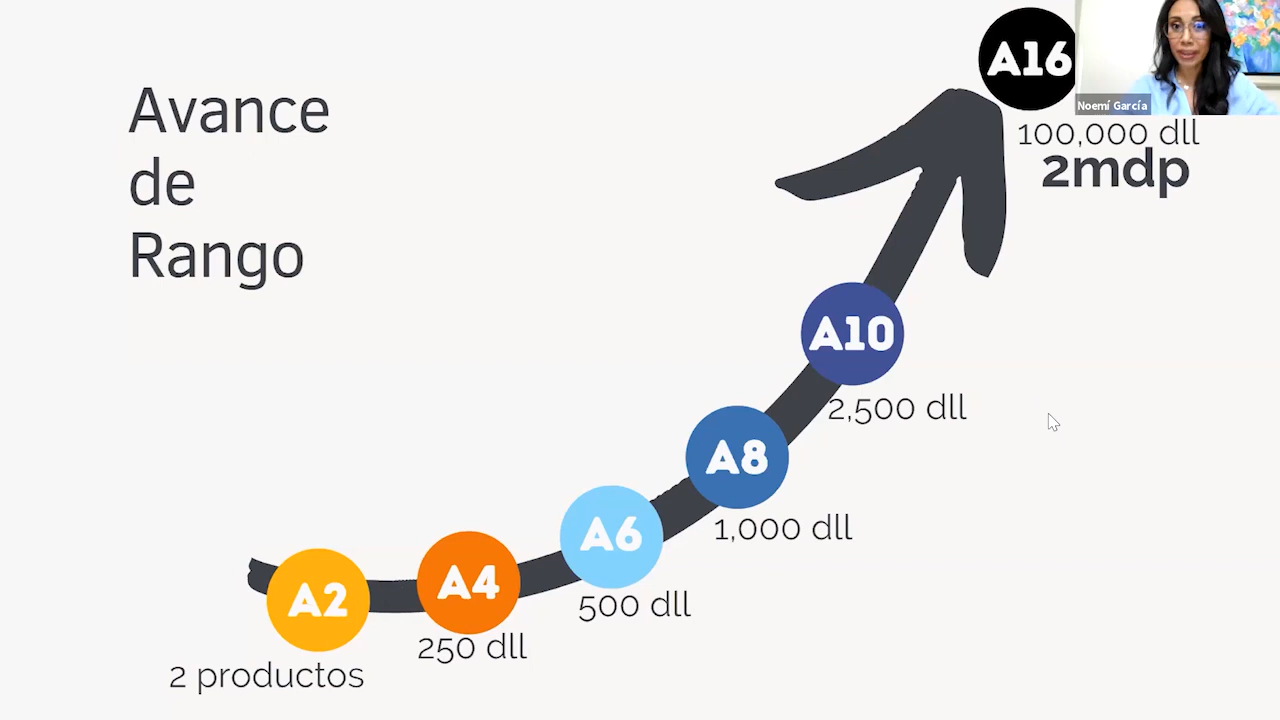 Avance
de
Rango
A16
Noemí García
100,000 dll
2mdp
A10
2,500 dll
A8
1,000 dll
A6
500 dll
A4
250 dll
A2
2 productos